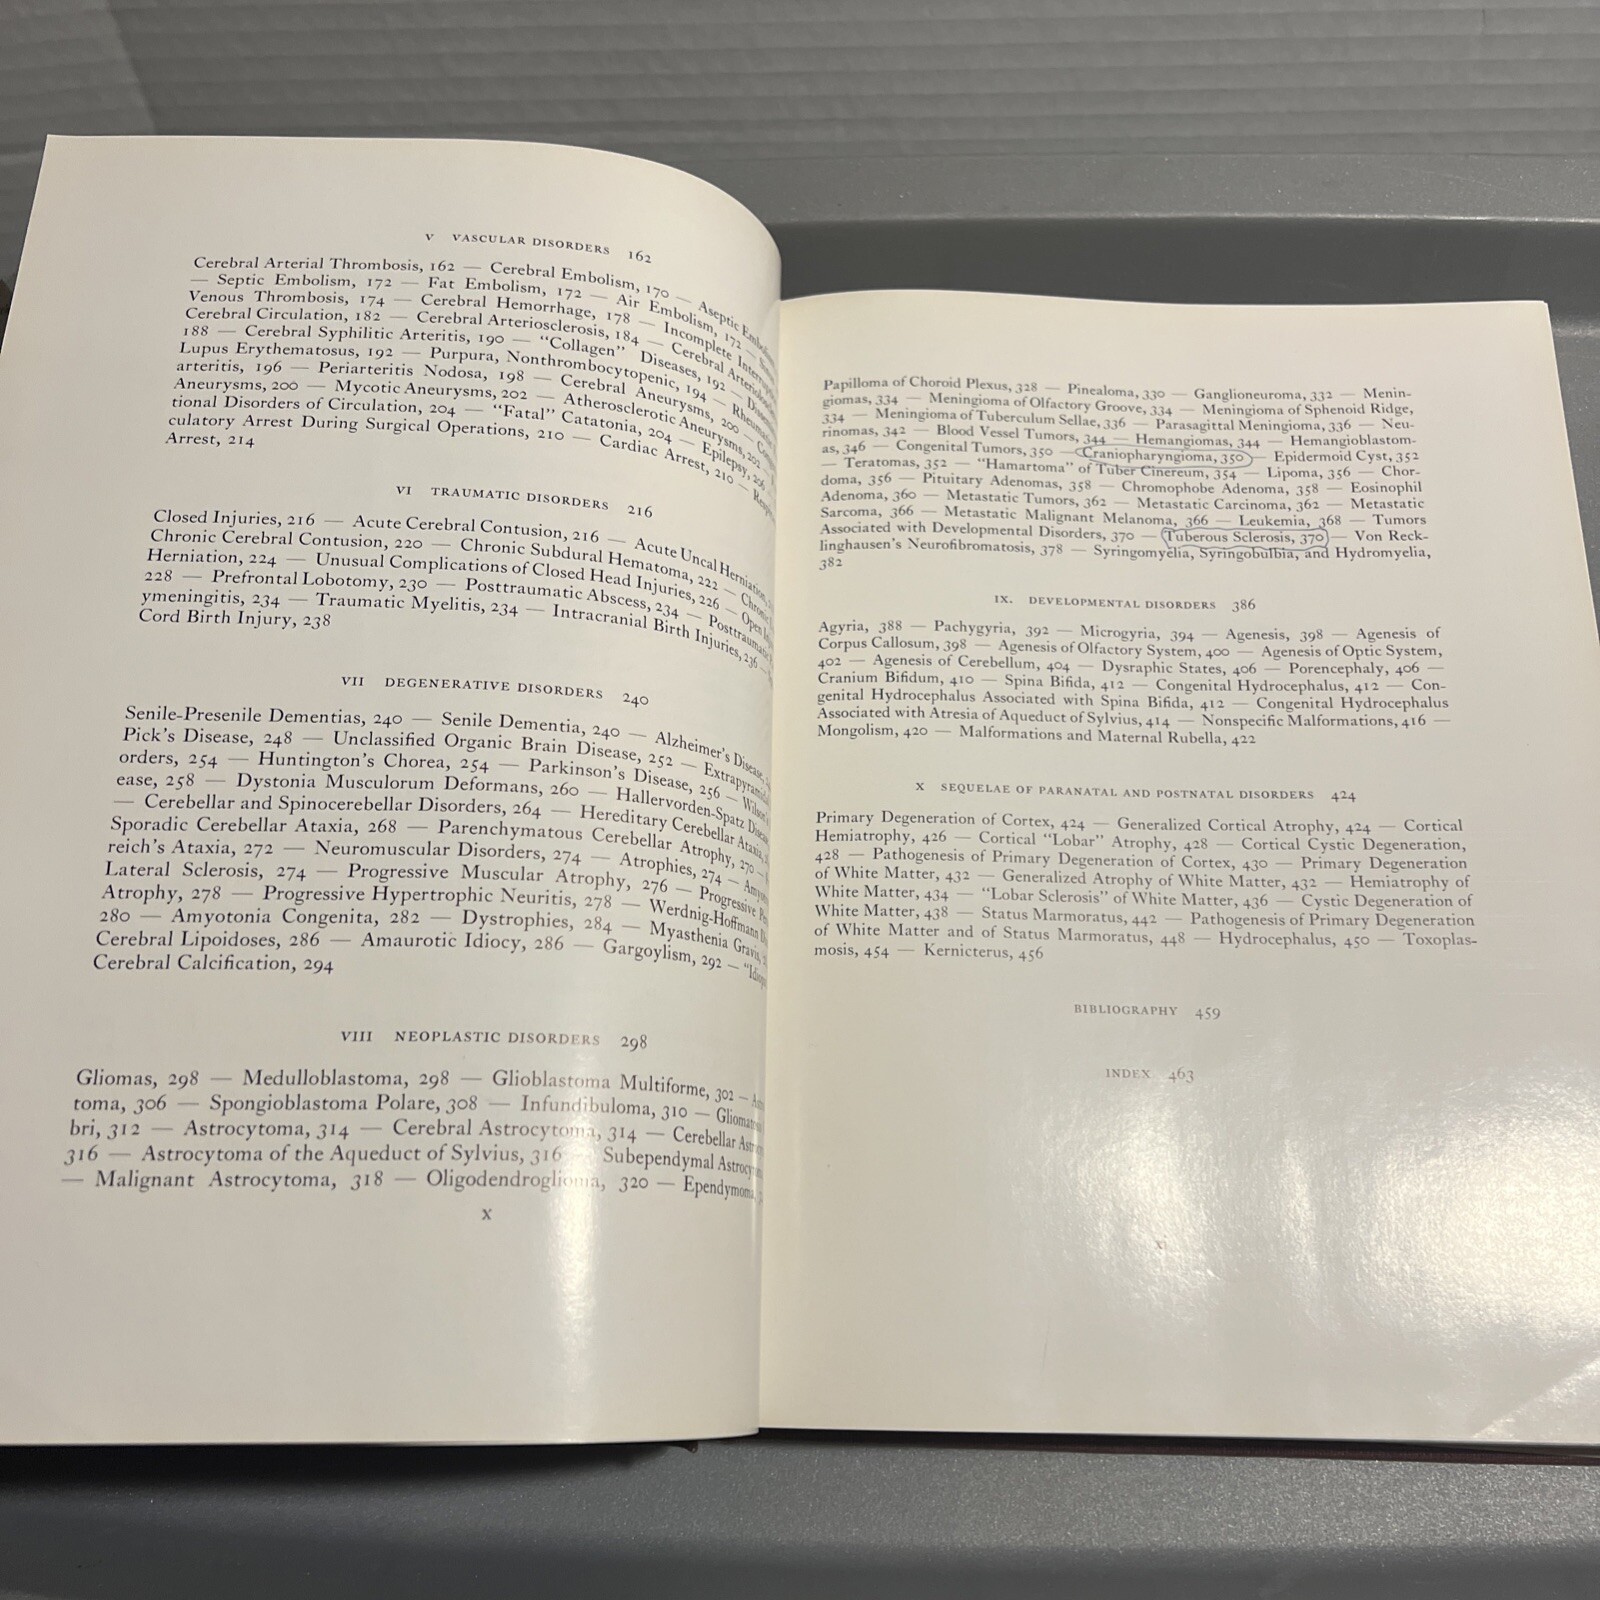 V VASCULAR DISORDERS 162
Cerebral Arterial Thrombosis, 162 — Cerebral Embolism, 170 — Aseptic
— Septic Embolism, 172 — Fat Embolism, 172 — Air Embolism, 172 —
Venous Thrombosis, 174 — Cerebral Hemorrhage, 178 — Incomplete
Cerebral Circulation, 182 — Cerebral Arteriosclerosis, 184 — Cerebral
188 — Cerebral Syphilitic Arteritis, 190 — "Collagen" Diseases, 192 —
Lupus Erythematosus, 192 — Purpura, Nonthrombocytopenic, 194 —
arteritis, 196 — Periarteritis Nodosa, 198 — Cerebral Aneurysms, 200 —
Aneurysms, 200 — Mycotic Aneurysms, 202 — Atherosclerotic Aneurysms, 202
tional Disorders of Circulation, 204 — "Fatal" Catatonia, 204 — Epilepsy, 206
culatory Arrest During Surgical Operations, 210 — Cardiac Arrest, 210 —
Arrest, 214
VI TRAUMATIC DISORDERS 216
Closed Injuries, 216 — Acute Cerebral Contusion, 216 — Acute Uncal Herniation,
Chronic Cerebral Contusion, 220 — Chronic Subdural Hematoma, 222 —
Herniation, 224 — Unusual Complications of Closed Head Injuries, 226 — Open
228 — Prefrontal Lobotomy, 230 — Posttraumatic Abscess, 234 —
ymeningitis, 234 — Traumatic Myelitis, 234 — Intracranial Birth Injuries, 236 —
Cord Birth Injury, 238
VII DEGENERATIVE DISORDERS 240
Senile-Presenile Dementias, 240 — Senile Dementia, 240 — Alzheimer's Disease,
Pick's Disease, 248 — Unclassified Organic Brain Disease, 252 — Extrapyramidal
orders, 254 — Huntington's Chorea, 254 — Parkinson's Disease, 256 — Wilson's
ease, 258 — Dystonia Musculorum Deformans, 260 — Hallervorden-Spatz Disease,
— Cerebellar and Spinocerebellar Disorders, 264 — Hereditary Cerebellar Ataxia,
Sporadic Cerebellar Ataxia, 268 — Parenchymatous Cerebellar Atrophy, 270 —
reich's Ataxia, 272 — Neuromuscular Disorders, 274 — Atrophies, 274 —
Lateral Sclerosis, 274 — Progressive Muscular Atrophy, 276 — Progressive
Atrophy, 278 — Progressive Hypertrophic Neuritis, 278 — Werdnig-Hoffmann
280 — Amyotonia Congenita, 282 — Dystrophies, 284 — Myasthenia Gravis,
Cerebral Lipoidoses, 286 — Amaurotic Idiocy, 286 — Gargoylism, 292 —
Cerebral Calcification, 294
VIII NEOPLASTIC DISORDERS 298
Gliomas, 298 — Medulloblastoma, 298 — Glioblastoma Multiforme, 302 —
toma, 306 — Spongioblastoma Polare, 308 — Infundibuloma, 310 —
bri, 312 — Astrocytoma, 314 — Cerebral Astrocytoma, 314 — Cerebellar
316 — Astrocytoma of the Aqueduct of Sylvius, 316 Subependymal
— Malignant Astrocytoma, 318 — Oligodendroglioma, 320 — Ependymoma,
x
Papilloma of Choroid Plexus, 328 — Pinealoma, 330 — Ganglioneuroma, 332 — Menin-
giomas, 334 — Meningioma of Olfactory Groove, 334 — Meningioma of Sphenoid Ridge,
334 — Meningioma of Tuberculum Sellae, 336 — Parasagittal Meningioma, 336 — Neu-
rinomas, 342 — Blood Vessel Tumors, 344 — Hemangiomas, 344 — Hemangioblastom-
as, 346 — Congenital Tumors, 350 — Craniopharyngioma, 350 — Epidermoid Cyst, 352
— Teratomas, 352 — "Hamartoma" of Tuber Cinereum, 354 — Lipoma, 356 — Chor-
doma, 356 — Pituitary Adenomas, 358 — Chromophobe Adenoma, 358 — Eosinophil
Adenoma, 360 — Metastatic Tumors, 362 — Metastatic Carcinoma, 362 — Metastatic
Sarcoma, 366 — Metastatic Malignant Melanoma, 366 — Leukemia, 368 — Tumors
Associated with Developmental Disorders, 370 — Tuberous Sclerosis, 370 — Von Reck-
linghausen's Neurofibromatosis, 378 — Syringomyelia, Syringobulbia, and Hydromyelia,
382
IX. DEVELOPMENTAL DISORDERS 386
Agyria, 388 — Pachygyria, 392 — Microgyria, 394 — Agenesis, 398 — Agenesis of
Corpus Callosum, 398 — Agenesis of Olfactory System, 400 — Agenesis of Optic System,
402 — Agenesis of Cerebellum, 404 — Dysraphic States, 406 — Porencephaly, 406 —
Cranium Bifidum, 410 — Spina Bifida, 412 — Congenital Hydrocephalus, 412 — Con-
genital Hydrocephalus Associated with Spina Bifida, 412 — Congenital Hydrocephalus
Associated with Atresia of Aqueduct of Sylvius, 414 — Nonspecific Malformations, 416 —
Mongolism, 420 — Malformations and Maternal Rubella, 422
X SEQUELAE OF PARANATAL AND POSTNATAL DISORDERS 424
Primary Degeneration of Cortex, 424 — Generalized Cortical Atrophy, 424 — Cortical
Hemiatrophy, 426 — Cortical "Lobar" Atrophy, 428 — Cortical Cystic Degeneration,
428 — Pathogenesis of Primary Degeneration of Cortex, 430 — Primary Degeneration
of White Matter, 432 — Generalized Atrophy of White Matter, 432 — Hemiatrophy of
White Matter, 434 — "Lobar Sclerosis" of White Matter, 436 — Cystic Degeneration of
White Matter, 438 — Status Marmoratus, 442 — Pathogenesis of Primary Degeneration
of White Matter and of Status Marmoratus, 448 — Hydrocephalus, 450 — Toxoplas-
mosis, 454 — Kernicterus, 456
BIBLIOGRAPHY 459
INDEX 463
xi